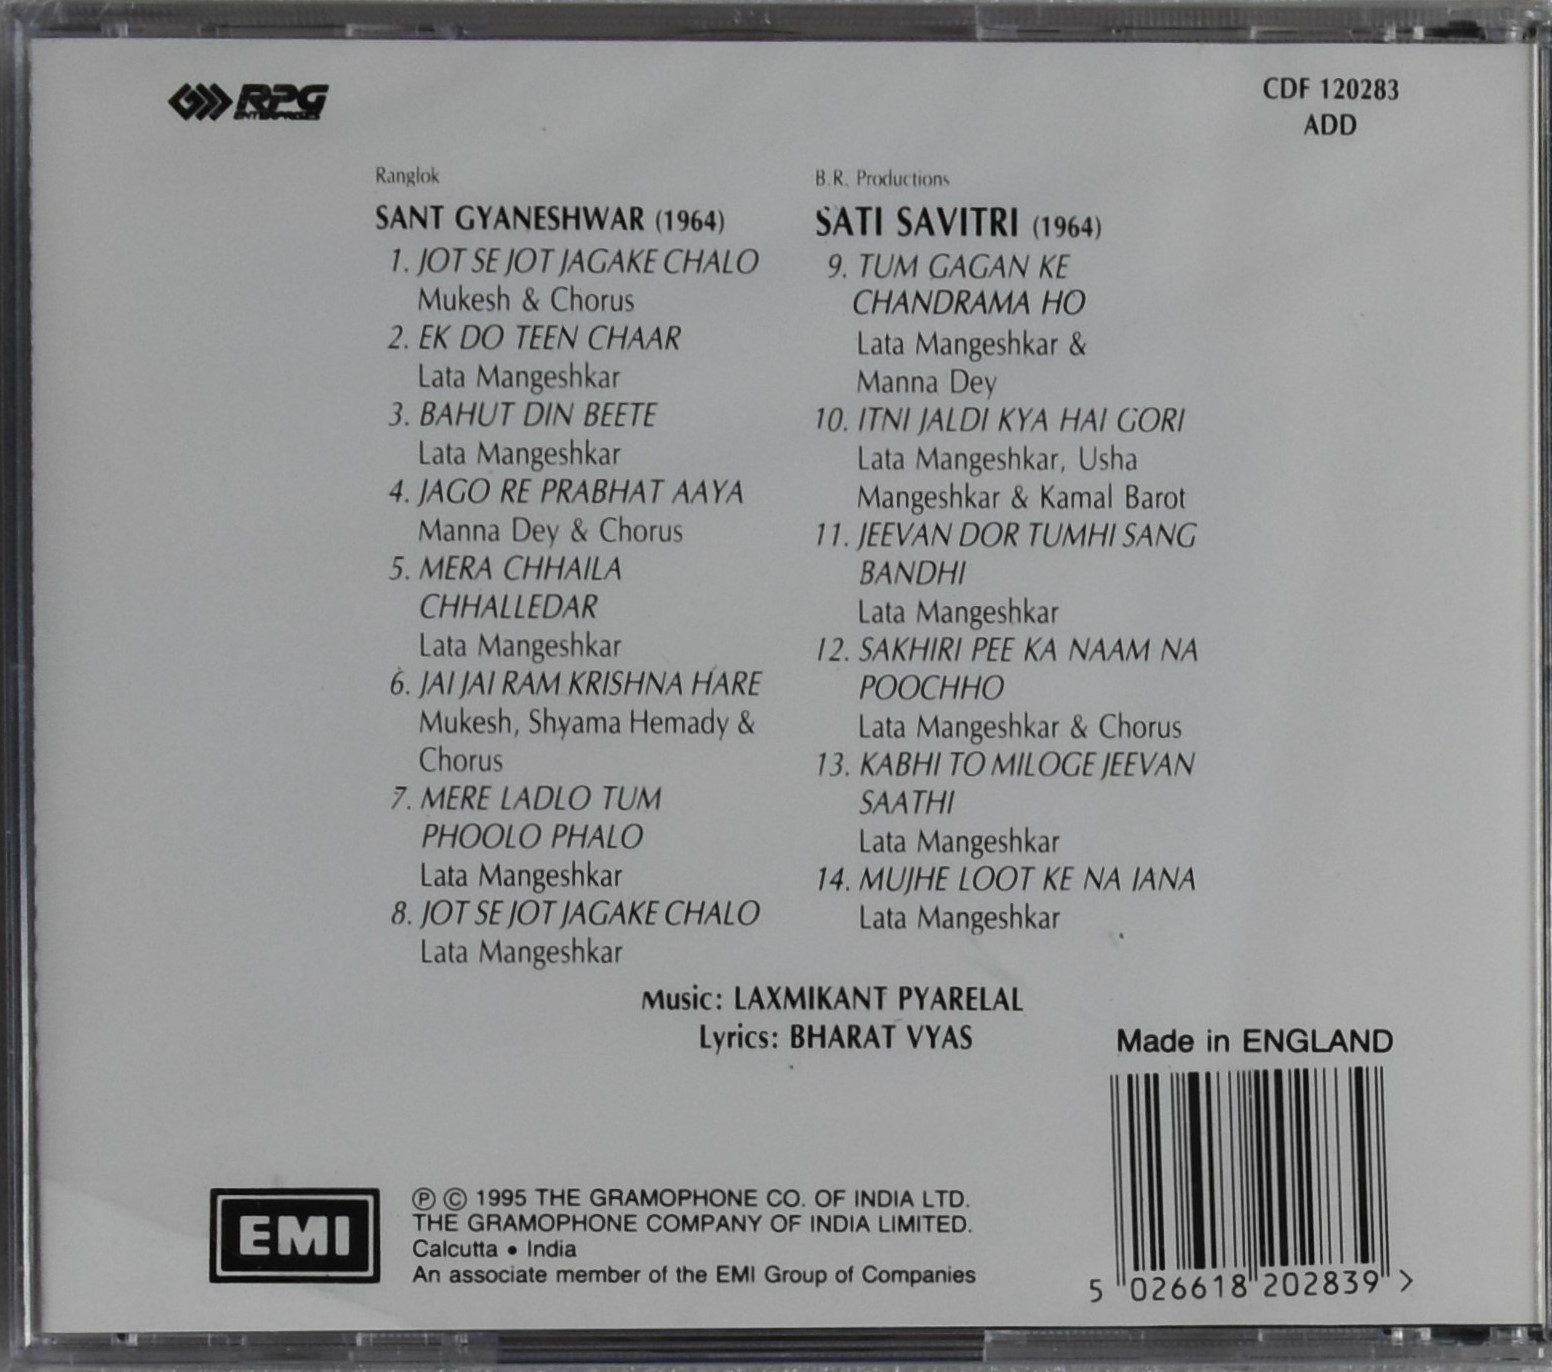 RPG
ENTERPRISES
CDF 120283
ADD
Ranglok
SANT GYANESHWAR (1964)
1. JOT SE JOT JAGAKE CHALO
Mukesh & Chorus
2. EK DO TEEN CHAAR
Lata Mangeshkar
3. BAHUT DIN BEETE
Lata Mangeshkar
4. JAGO RE PRABHAT AAYA
Manna Dey & Chorus
5. MERA CHHAILA
CHHALLEDAR
Lata Mangeshkar
6. JAI JAI RAM KRISHNA HARE
Mukesh, Shyama Hemady &
Chorus
7. MERE LADLO TUM
PHOOLO PHALO
Lata Mangeshkar
8. JOT SE JOT JAGAKE CHALO
Lata Mangeshkar
B.R. Productions
SATI SAVITRI (1964)
9. TUM GAGAN KE
CHANDRAMA HO
Lata Mangeshkar &
Manna Dey
10. ITNI JALDI KYA HAI GORI
Lata Mangeshkar, Usha
Mangeshkar & Kamal Barot
11. JEEVAN DOR TUMHI SANG
BANDHI
Lata Mangeshkar
12. SAKHIRI PEE KA NAAM NA
POOCHHO
Lata Mangeshkar & Chorus
13. KABHI TO MILOGE JEEVAN
SAATHI
Lata Mangeshkar
14. MUJHE LOOT KE NA JANA
Lata Mangeshkar
Music: LAXMIKANT PYARELAL
Lyrics: BHARAT VYAS
Made in ENGLAND
EMI
℗ © 1995 THE GRAMOPHONE CO. OF INDIA LTD.
THE GRAMOPHONE COMPANY OF INDIA LIMITED.
Calcutta • India
An associate member of the EMI Group of Companies
5 026618 202839 >